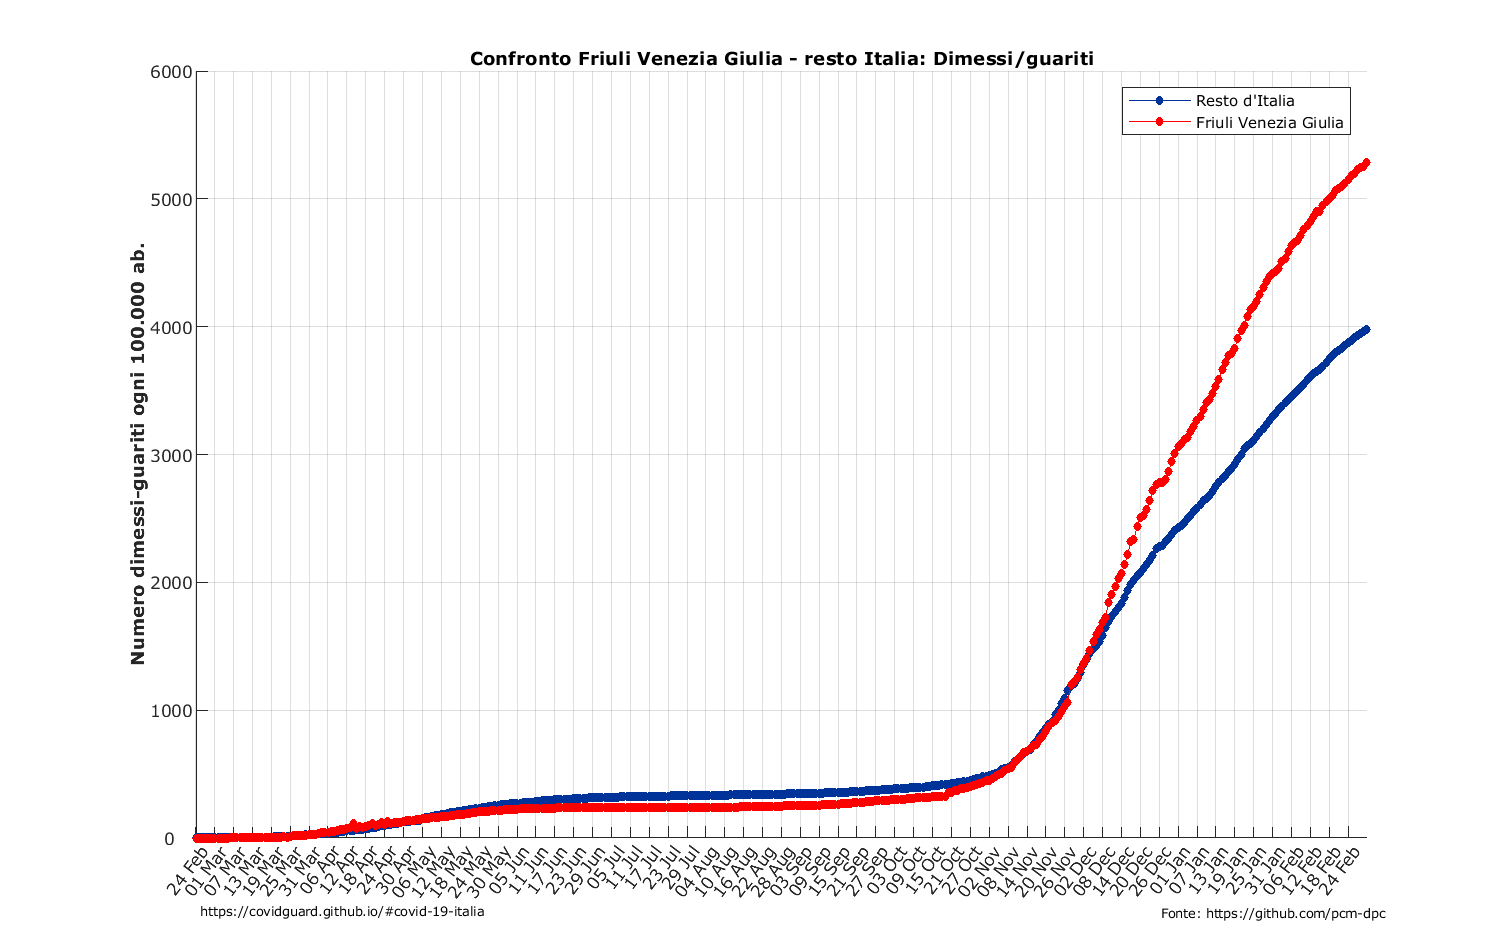 Confronto Friuli Venezia Giulia - resto Italia: Dimessi/guariti
Resto d'Italia
Friuli Venezia Giulia
Numero dimessi-guariti ogni 100.000 ab.
6000
5000
4000
3000
2000
1000
0
24 Feb
01 Mar
07 Mar
13 Mar
19 Mar
25 Mar
31 Mar
06 Apr
12 Apr
18 Apr
24 Apr
30 Apr
06 May
12 May
18 May
24 May
30 May
05 Jun
11 Jun
17 Jun
23 Jun
29 Jun
05 Jul
11 Jul
17 Jul
23 Jul
29 Jul
04 Aug
10 Aug
16 Aug
22 Aug
28 Aug
03 Sep
09 Sep
15 Sep
21 Sep
27 Sep
03 Oct
09 Oct
15 Oct
21 Oct
27 Oct
02 Nov
08 Nov
14 Nov
20 Nov
26 Nov
02 Dec
08 Dec
14 Dec
20 Dec
26 Dec
01 Jan
07 Jan
13 Jan
19 Jan
25 Jan
31 Jan
06 Feb
12 Feb
18 Feb
24 Feb
https://covidguard.github.io/#covid-19-italia
Fonte: https://github.com/pcm-dpc